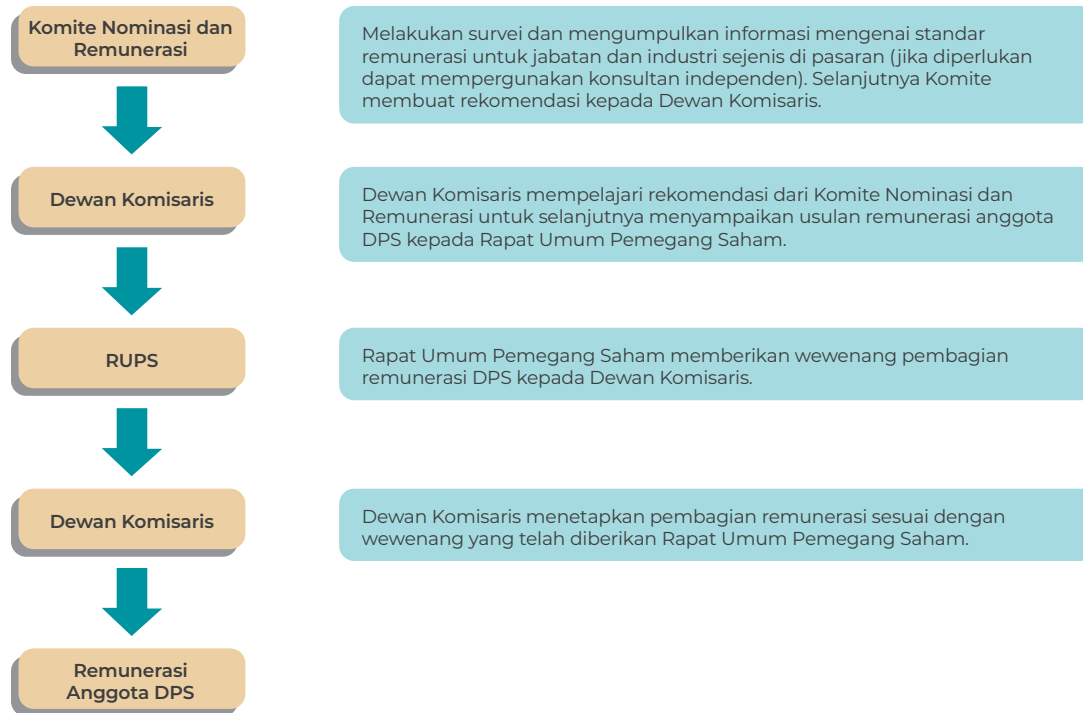 Komite Nominasi dan
Remunerasi
Melakukan survei dan mengumpulkan informasi mengenai standar
remunerasi untuk jabatan dan industri sejenis di pasaran (jika diperlukan
dapat mempergunakan konsultan independen). Selanjutnya Komite
membuat rekomendasi kepada Dewan Komisaris.
Dewan Komisaris
Dewan Komisaris mempelajari rekomendasi dari Komite Nominasi dan
Remunerasi untuk selanjutnya menyampaikan usulan remunerasi anggota
DPS kepada Rapat Umum Pemegang Saham.
RUPS
Rapat Umum Pemegang Saham memberikan wewenang pembagian
remunerasi DPS kepada Dewan Komisaris.
Dewan Komisaris
Dewan Komisaris menetapkan pembagian remunerasi sesuai dengan
wewenang yang telah diberikan Rapat Umum Pemegang Saham.
Remunerasi
Anggota DPS